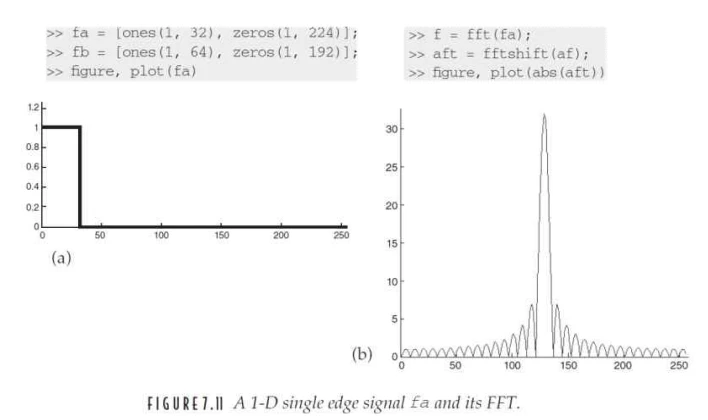 >> fa = [ones(1, 32), zeros(1, 224)];
>> fb = [ones(1, 64), zeros(1, 192)];
>> figure, plot(fa)
>> f = fft(fa);
>> aft = fftshift(af);
>> figure, plot(abs(aft))
1.2
1
0.8
0.6
0.4
0.2
0
0 50 100 150 200 250
(a)
30
25
20
15
10
5
0
0 50 100 150 200 250
(b)
FIGURE 7.11 A 1-D single edge signal fa and its FFT.